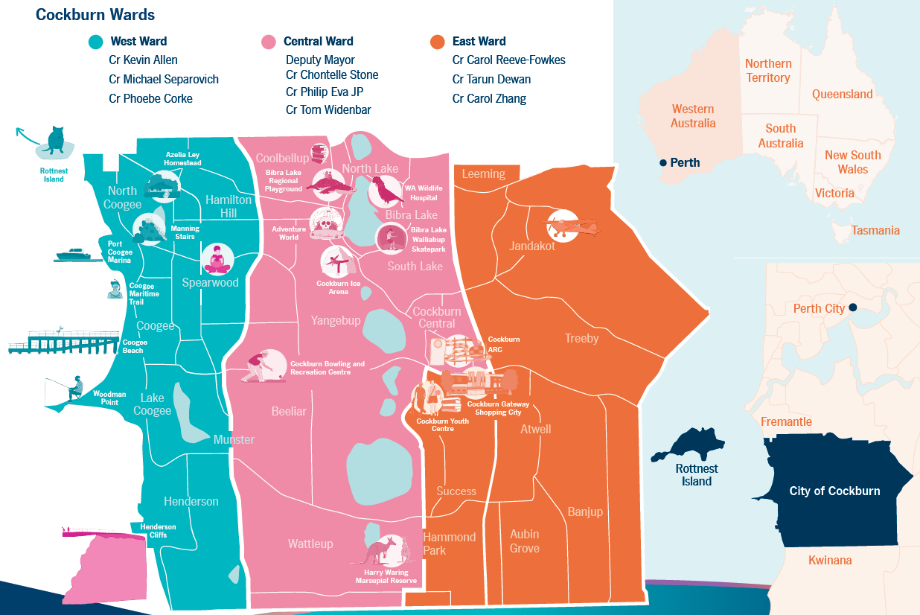 Cockburn Wards
West Ward
Cr Kevin Allen
Cr Michael Separovich
Cr Phoebe Corke
Central Ward
Deputy Mayor
Cr Chontelle Stone
Cr Philip Eva JP
Cr Tom Widenbar
East Ward
Cr Carol Reeve-Fowkes
Cr Tarun Dewan
Cr Carol Zhang
Rottnest
Island
Azelia Ley
Homestead
North
Coogee
Hamilton
Hill
Manning
Stairs
Port
Coogee
Marina
Spearwood
Coogee
Maritime
Trail
Coogee
Coogee
Beach
Woodman
Point
Lake
Coogee
Munster
Henderson
Henderson
Cliffs
Coolbellup
North Lake
Bibra Lake
Regional
Playground
WA Wildlife
Hospital
Bibra Lake
Adventure
World
Bibra Lake
Walliabup
Skatepark
South Lake
Cockburn Ice
Arena
Yangebup
Cockburn
Central
Cockburn Bowling and
Recreation Centre
Beeliar
Wattleup
Harry Waring
Marsupial Reserve
Leeming
Jandakot
Treeby
Cockburn
ARC
Cockburn Gateway
Shopping City
Cockburn Youth
Centre
Atwell
Success
Banjup
Hammond
Park
Aubin
Grove
Northern
Territory
Queensland
Western
Australia
South
Australia
New South
Wales
Perth
Victoria
Tasmania
Perth City
Fremantle
Rottnest
Island
City of Cockburn
Kwinana